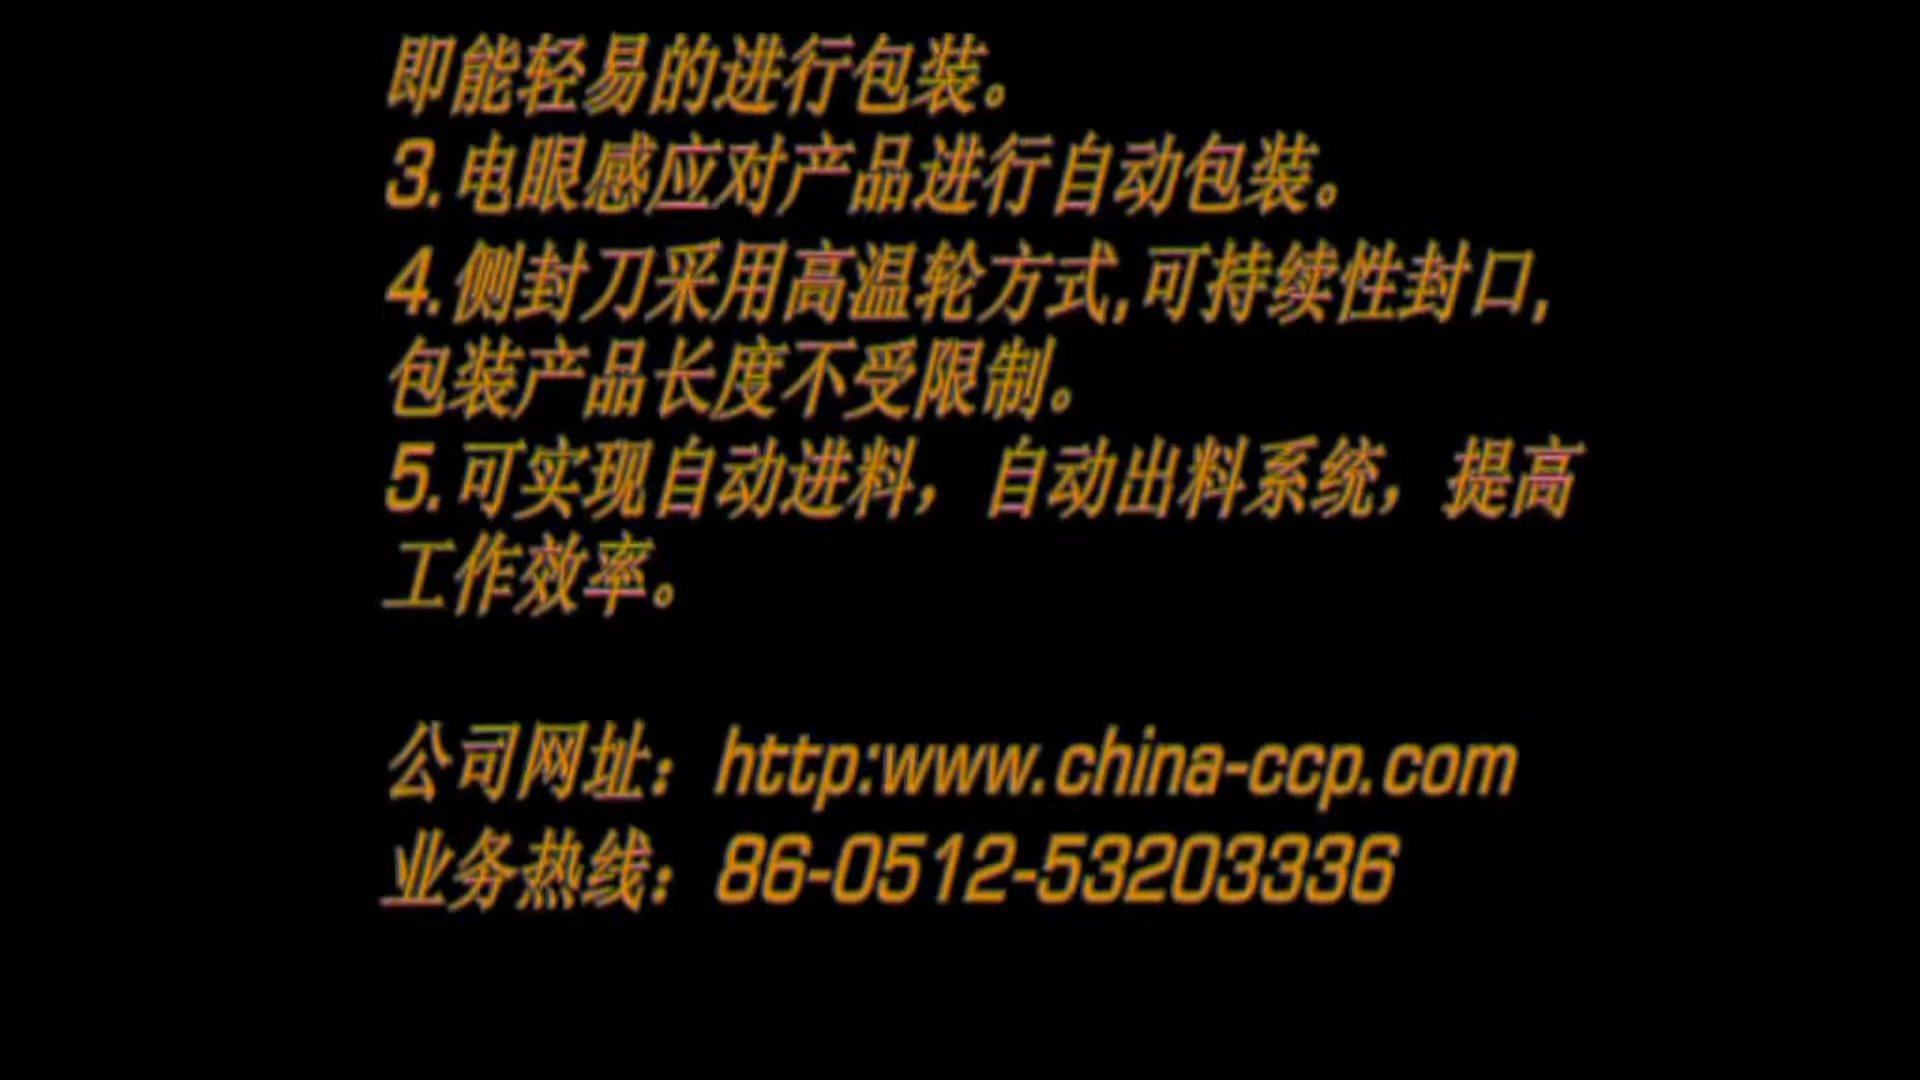 即能轻易的进行包装。
3.电眼感应对产品进行自动包装。
4.侧封刀采用高温轮方式,可持续性封口,
包装产品长度不受限制。
5.可实现自动进料，自动出料系统，提高
工作效率。
公司网址：http:www.china-ccp.com
业务热线：86-0512-53203336